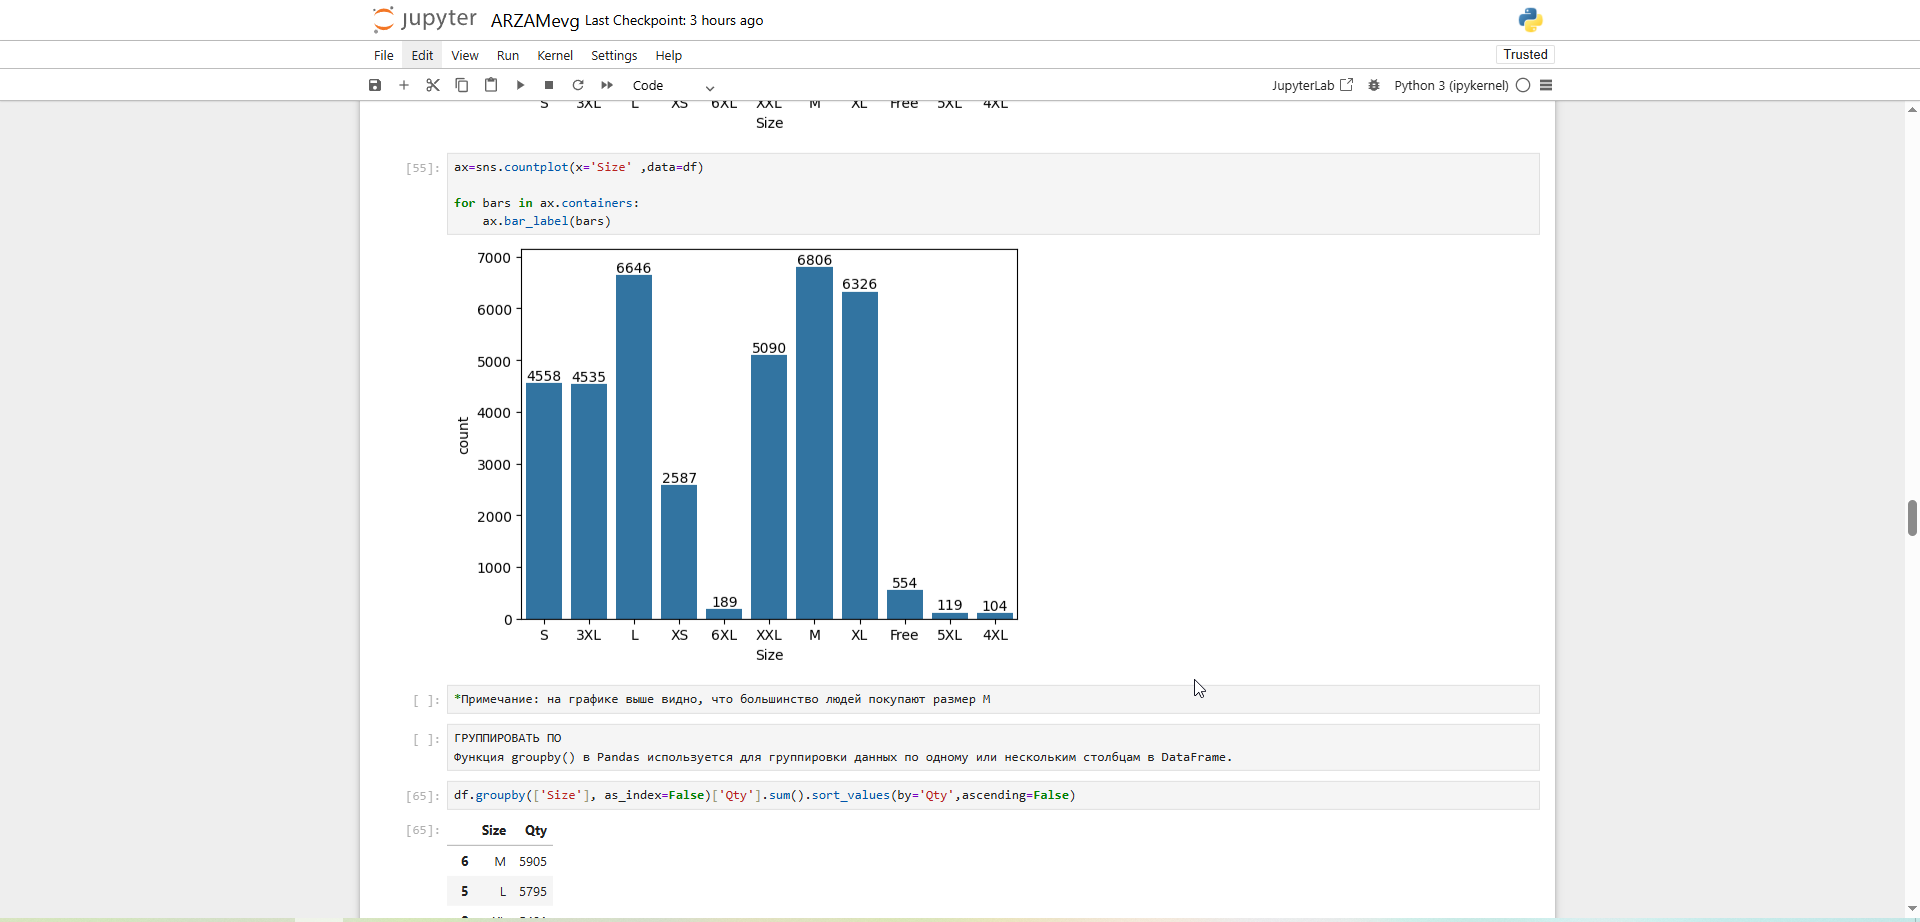 jupyter ARZAMevg Last Checkpoint: 3 hours ago
File Edit View Run Kernel Settings Help
Trusted
Code
JupyterLab
Python 3 (ipykernel)
S 3XL L XS 6XL XXL M XL Free 5XL 4XL
Size
[55]:
ax=sns.countplot(x='Size' ,data=df)
for bars in ax.containers:
ax.bar_label(bars)
7000
6000
5000
4000
3000
2000
1000
0
count
4558 4535 6646 2587 189 5090 6806 6326 554 119 104
S 3XL L XS 6XL XXL M XL Free 5XL 4XL
Size
[ ]:
*Примечание: на графике выше видно, что большинство людей покупают размер M
[ ]:
ГРУППИРОВАТЬ ПО
Функция groupby() в Pandas используется для группировки данных по одному или нескольким столбцам в DataFrame.
[65]:
df.groupby(['Size'], as_index=False)['Qty'].sum().sort_values(by='Qty',ascending=False)
[65]:
Size Qty
6 M 5905
5 L 5795